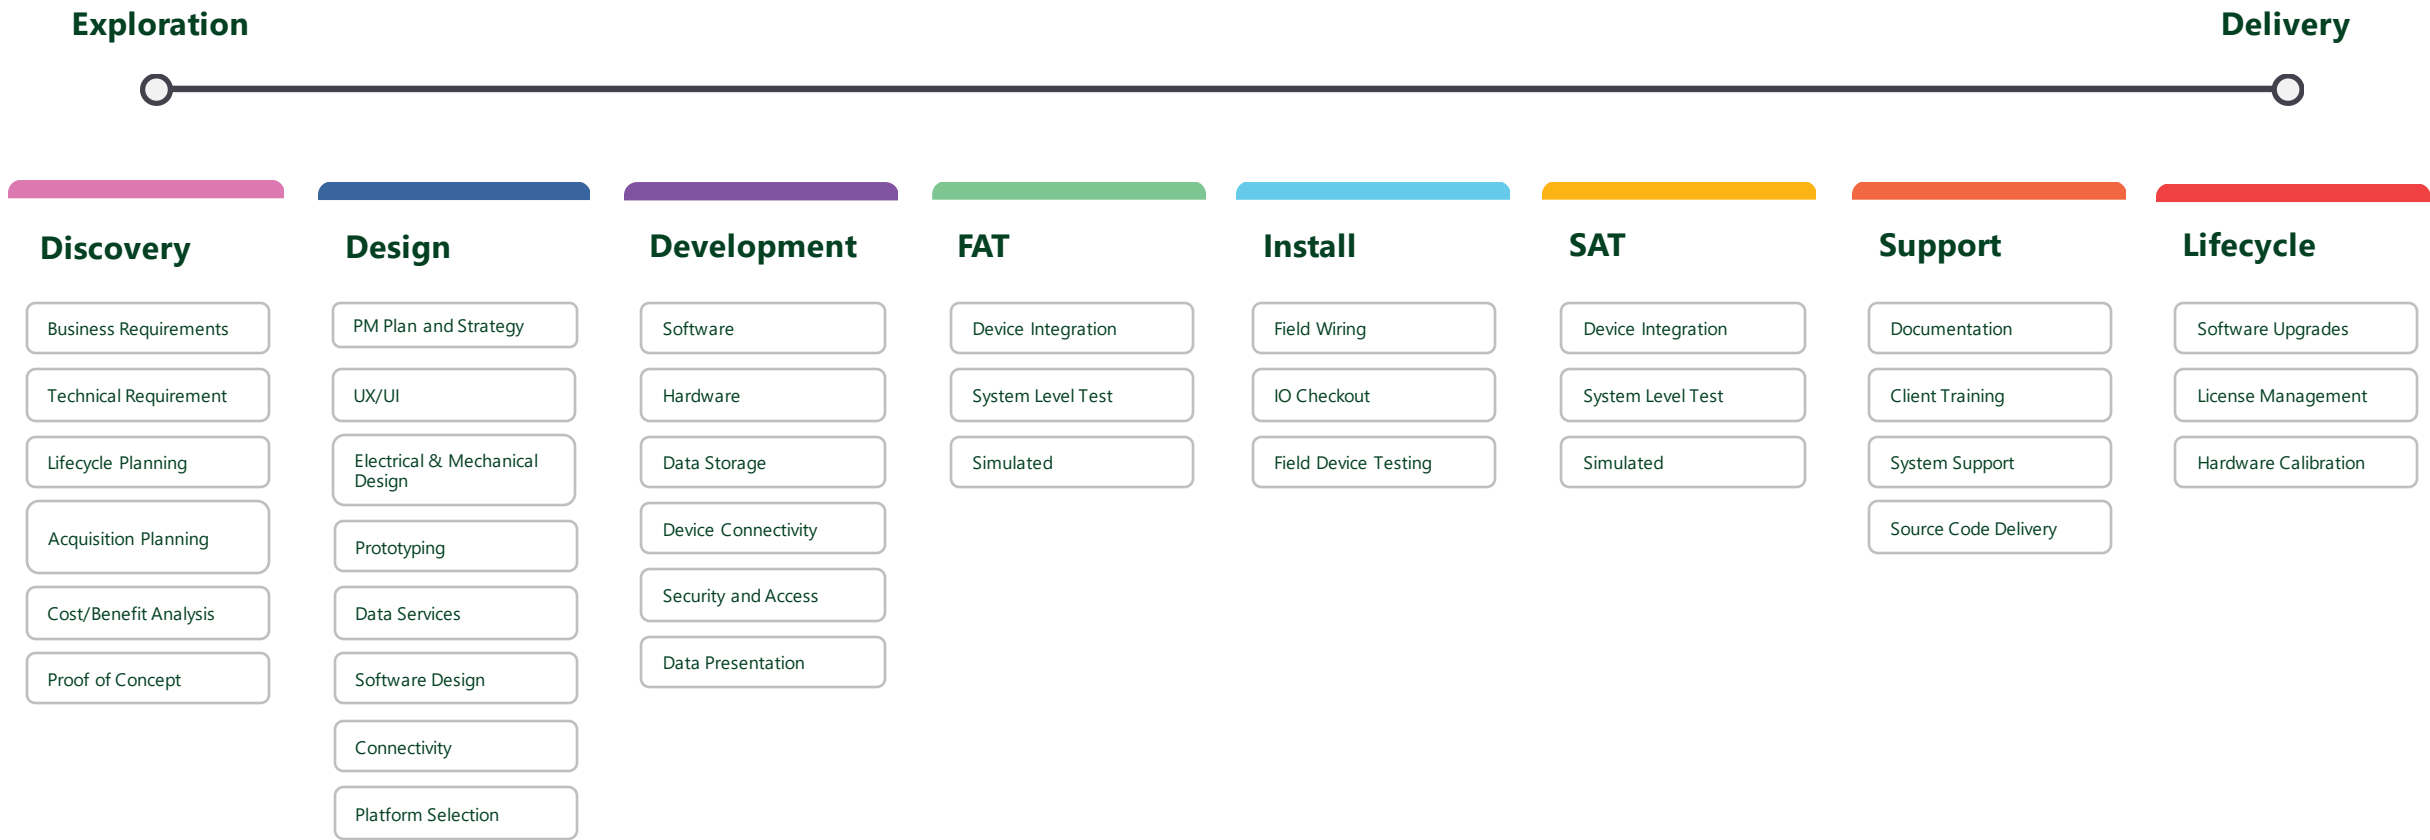 Exploration
Delivery
Discovery
Business Requirements
Technical Requirement
Lifecycle Planning
Acquisition Planning
Cost/Benefit Analysis
Proof of Concept
Design
PM Plan and Strategy
UX/UI
Electrical & Mechanical
Design
Prototyping
Data Services
Software Design
Connectivity
Platform Selection
Development
Software
Hardware
Data Storage
Device Connectivity
Security and Access
Data Presentation
FAT
Device Integration
System Level Test
Simulated
Install
Field Wiring
IO Checkout
Field Device Testing
SAT
Device Integration
System Level Test
Simulated
Support
Documentation
Client Training
System Support
Source Code Delivery
Lifecycle
Software Upgrades
License Management
Hardware Calibration